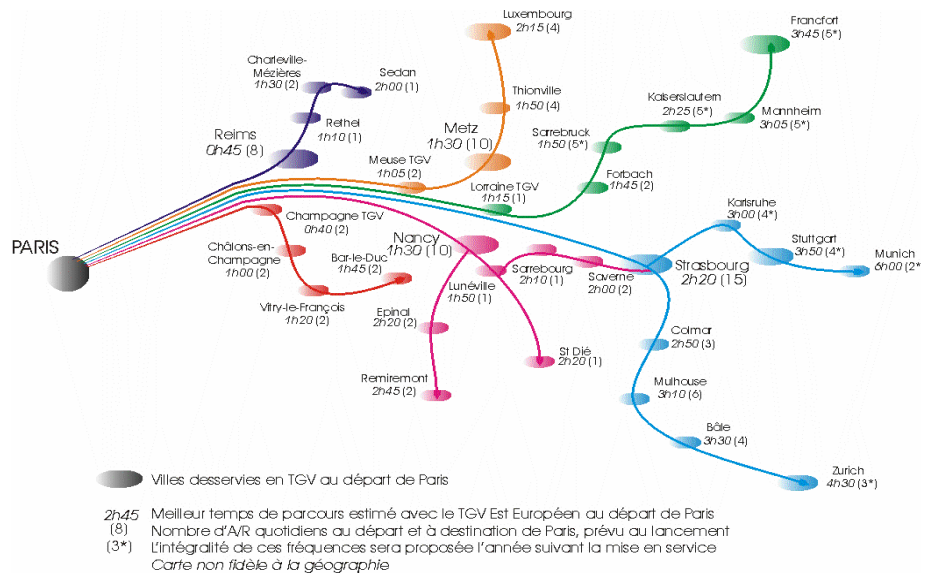 Luxembourg
2h15 (4)
Francfort
3h45 (5*)
Charleville-
Mézières
1h30 (2)
Sedan
2h00 (1)
Thionville
1h50 (4)
Kaiserslautern
2h25 (5*)
Mannheim
3h05 (5*)
Rethel
1h10 (1)
Reims
0h45 (8)
Metz
1h30 (10)
Sarrebruck
1h50 (5*)
Meuse TGV
1h05 (2)
Lorraine TGV
1h15 (1)
Forbach
1h45 (2)
Karlsruhe
3h00 (4*)
PARIS
Champagne TGV
0h40 (2)
Châlons-en-
Champagne
1h00 (2)
Bar-le-Duc
1h45 (2)
Nancy
1h30 (10)
Lunéville
1h50 (1)
Sarrebourg
2h10 (1)
Saverne
2h00 (2)
Strasbourg
2h20 (15)
Stuttgart
3h50 (4*)
Munich
6h00 (2*
Vitry-le-François
1h20 (2)
Epinal
2h20 (2)
Colmar
2h50 (3)
St Dié
2h20 (1)
Remiremont
2h45 (2)
Mulhouse
3h10 (6)
Bâle
3h30 (4)
Zurich
4h30 (3*)
Villes desservies en TGV au départ de Paris
2h45 Meilleur temps de parcours estimé avec le TGV Est Européen au départ de Paris
(8) Nombre d'A/R quotidiens au départ et à destination de Paris, prévu au lancement
(3*) L'intégralité de ces fréquences sera proposée l'année suivant la mise en service
Carte non fidèle à la géographie